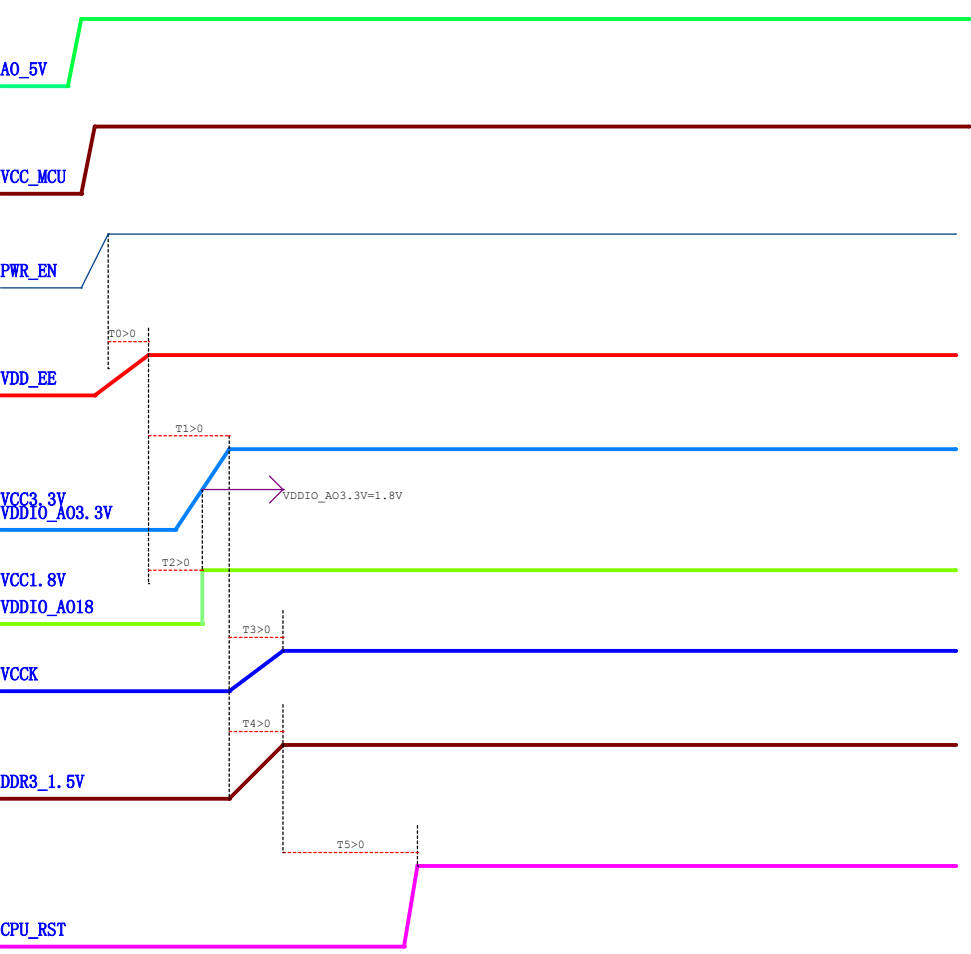 AO_5V
VCC_MCU
PWR_EN
T0>0
VDD_EE
T1>0
VCC3.3V
VDDIO_AO3.3V=1.8V
VDDIO_AO3.3V
T2>0
VCC1.8V
VDDIO_AO18
T3>0
VCCK
T4>0
DDR3_1.5V
T5>0
CPU_RST